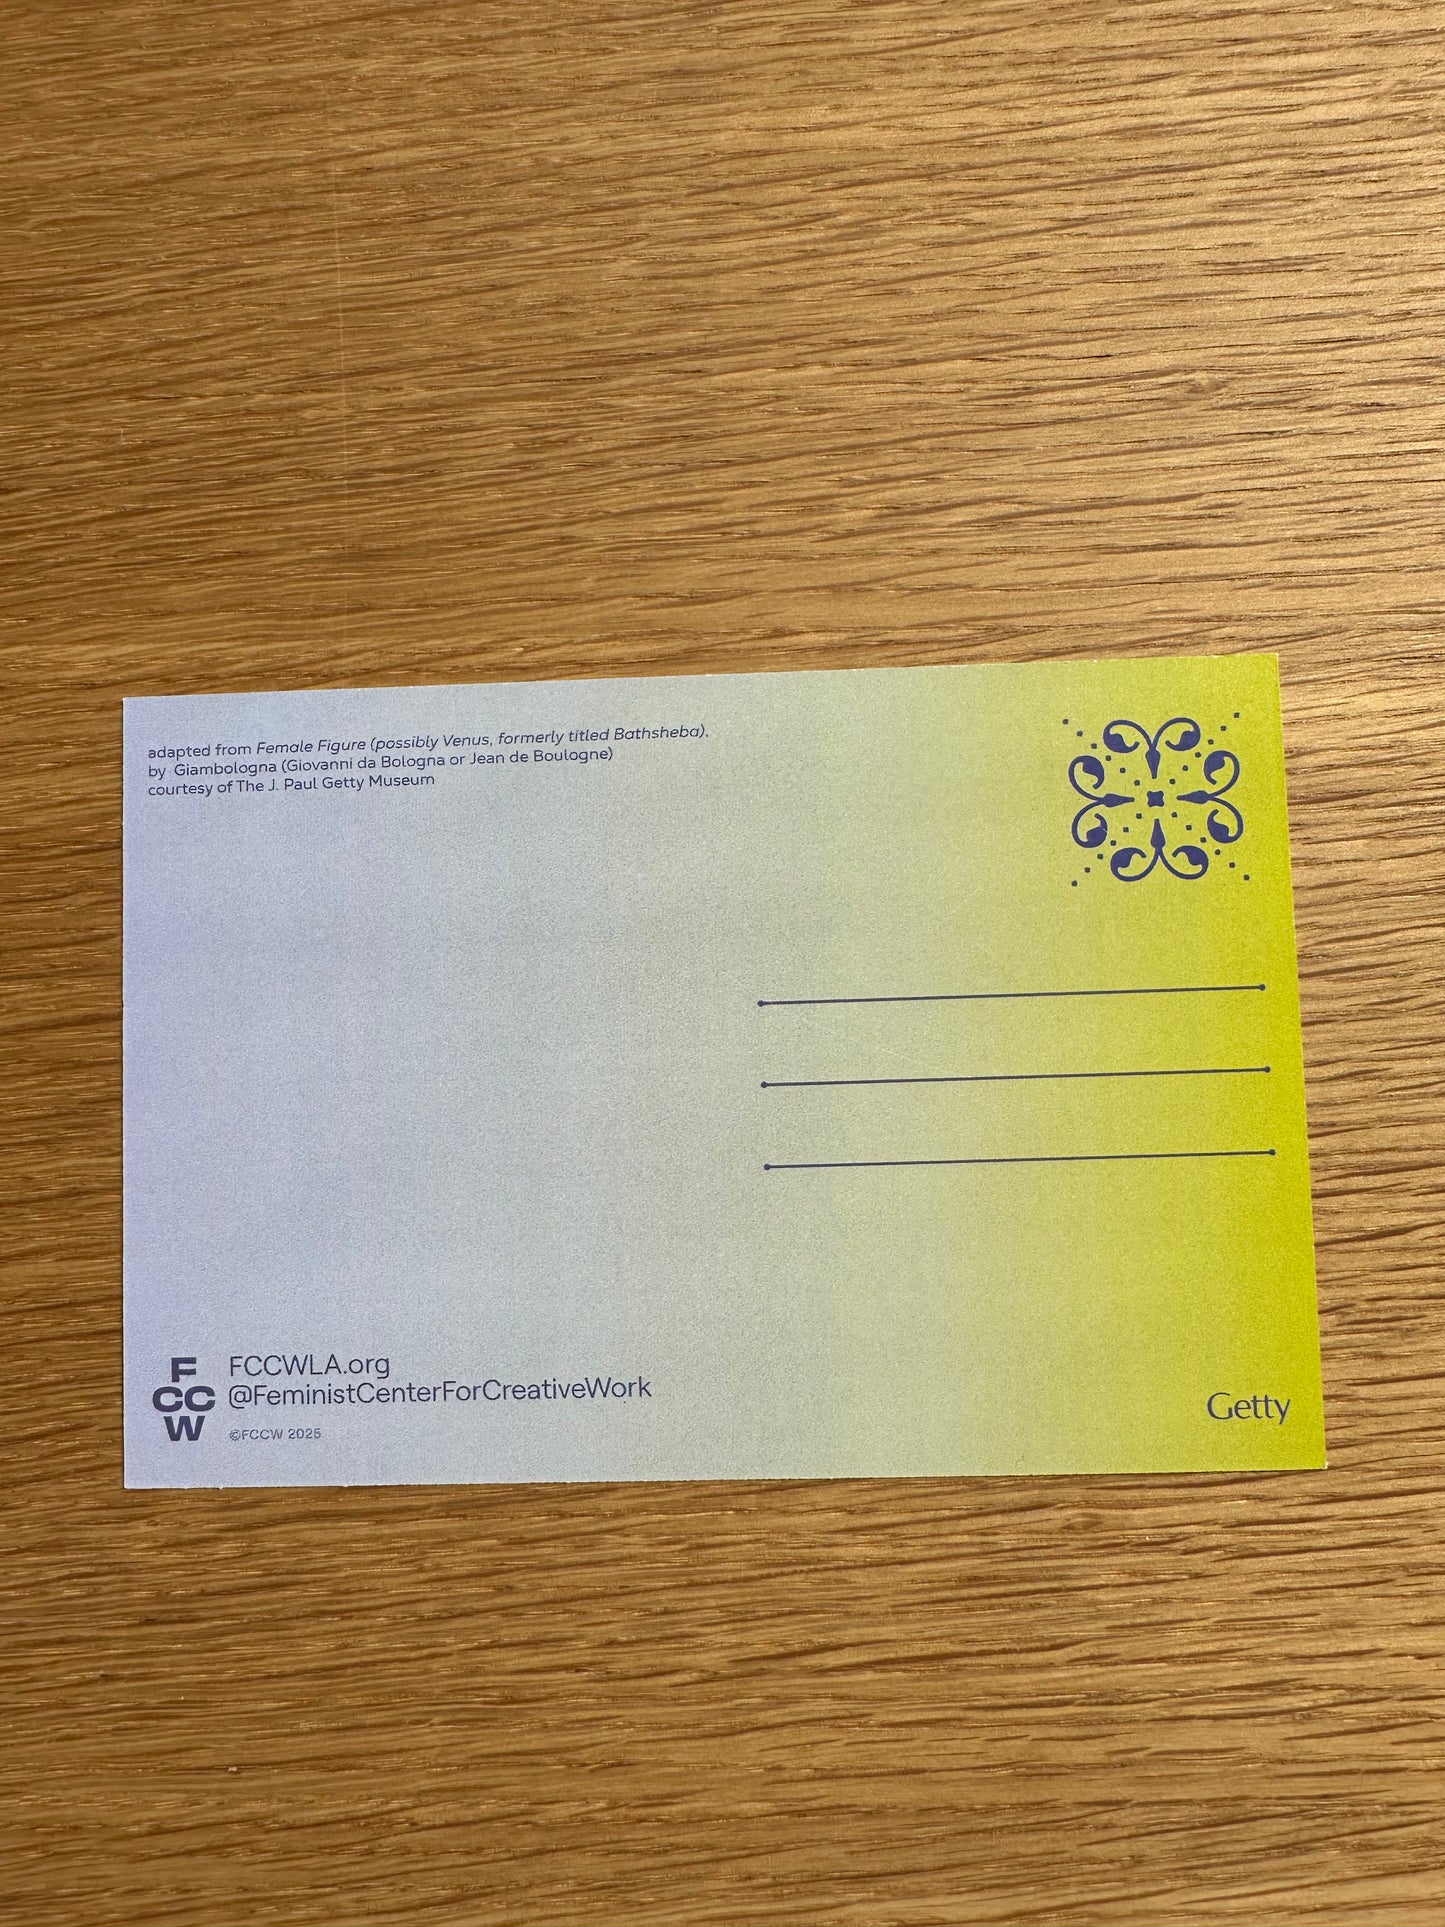 adapted from Female Figure (possibly Venus, formerly titled Bathsheba),
by Giambologna (Giovanni da Bologna or Jean de Boulogne)
courtesy of The J. Paul Getty Museum
F
CC
W
FCCWLA.org
@FeministCenterForCreativeWork
©FCCW 2025
Getty